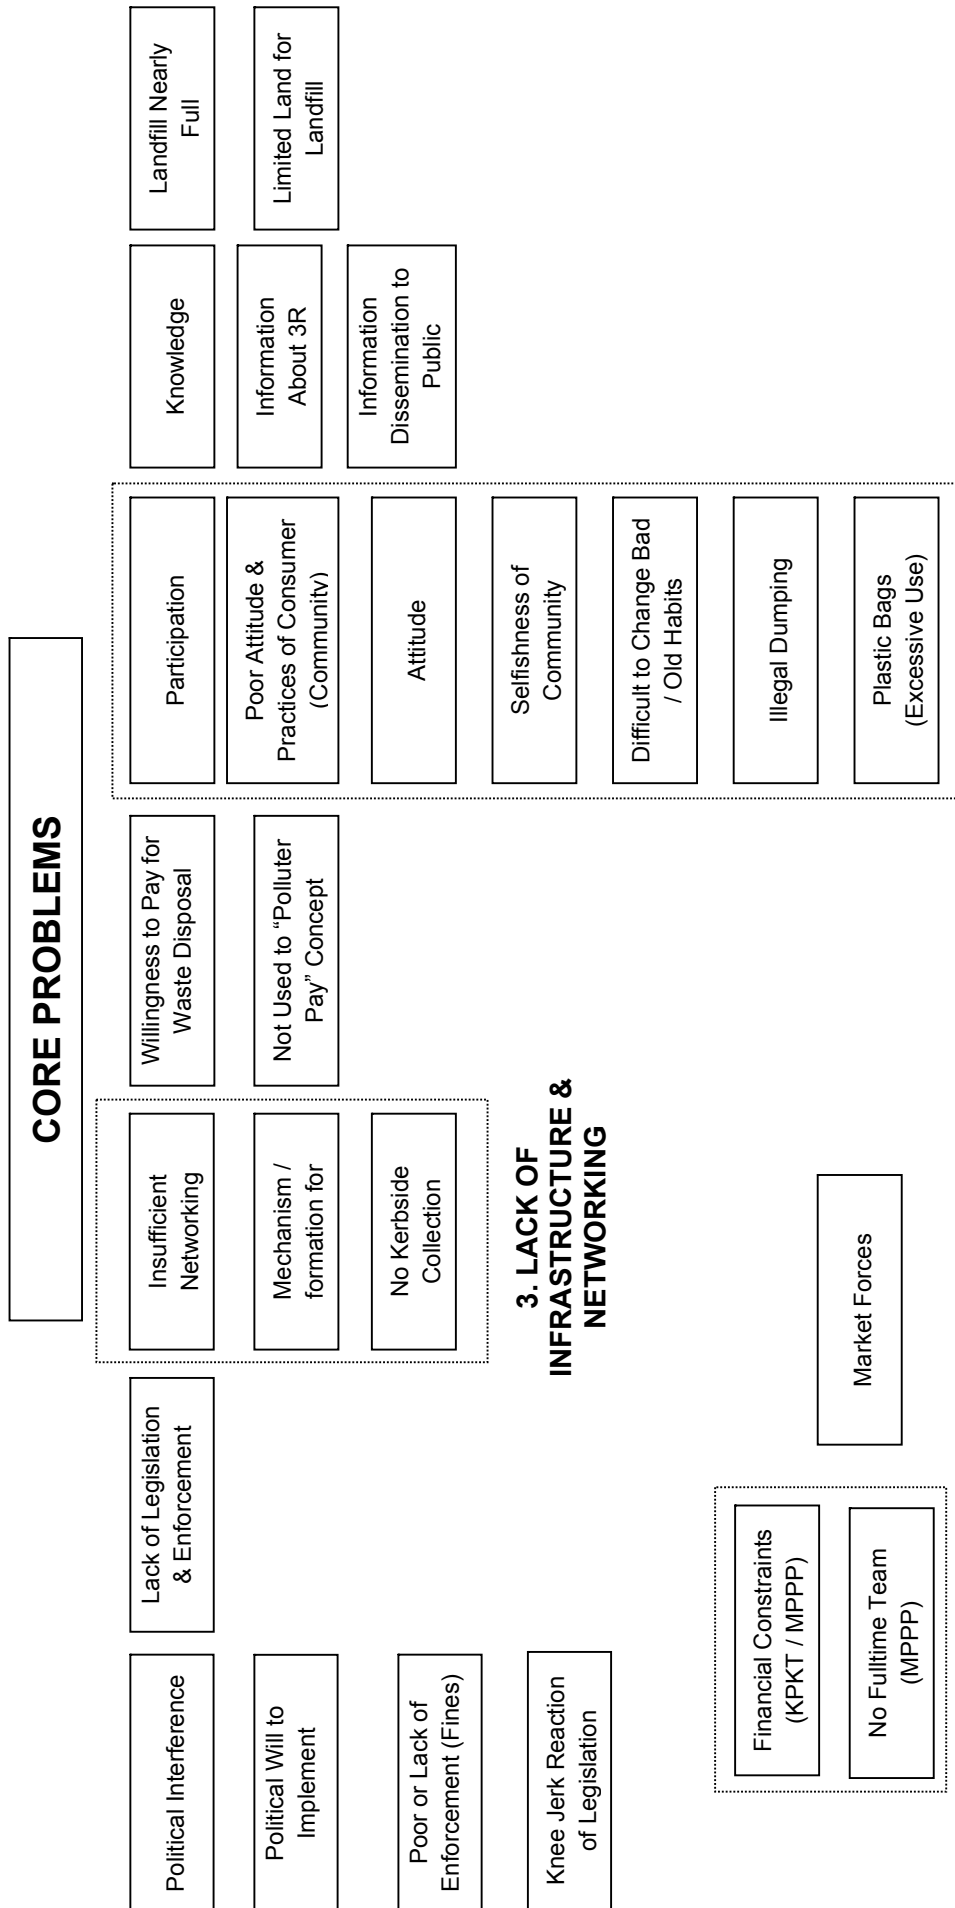 CORE PROBLEMS
Political Interference
Political Will to
Implement
Poor or Lack of
Enforcement (Fines)
Knee Jerk Reaction
of Legislation
Lack of Legislation
& Enforcement
Insufficient
Networking
Mechanism /
formation for
No Kerbside
Collection
3. LACK OF
INFRASTRUCTURE &
NETWORKING
Willingness to Pay for
Waste Disposal
Not Used to “Polluter
Pay” Concept
Participation
Poor Attitude &
Practices of Consumer
(Community)
Attitude
Selfishness of
Community
Difficult to Change Bad
/ Old Habits
Illegal Dumping
Plastic Bags
(Excessive Use)
Knowledge
Information
About 3R
Information
Dissemination to
Public
Landfill Nearly
Full
Limited Land for
Landfill
Financial Constraints
(KPKT / MPPP)
No Fulltime Team
(MPPP)
Market Forces